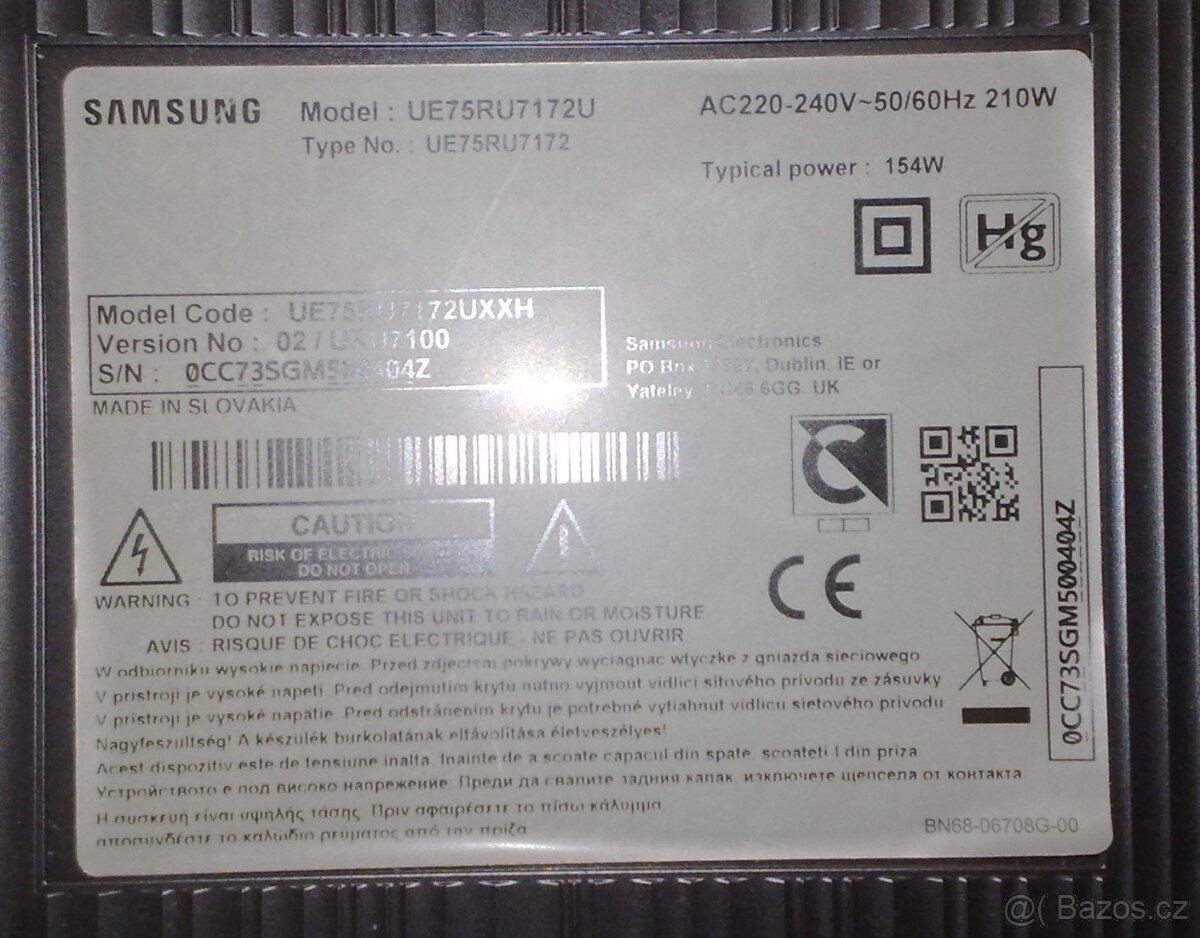 SAMSUNG
Model : UE75RU7172U
Type No. : UE75RU7172
AC220-240V~50/60Hz 210W
Typical power : 154W
Hg
Model Code : UE75RU7172UXXH
Version No : 02 / URU7100
S/N : 0CC73SGM500404Z
MADE IN SLOVAKIA
Samsung Electronics
PO Box Dublin. IE or
Yateley 6GG. UK
CAUTION
RISK OF ELECTRIC
DO NOT OPEN
WARNING : TO PREVENT FIRE OR SHOCK HAZARD
DO NOT EXPOSE THIS UNIT TO RAIN OR MOISTURE
AVIS : RISQUE DE CHOC ELECTRIQUE - NE PAS OUVRIR
W odbiorniku wysokie napiecie. Przed zdjeciem pokrywy wyciagnac wtyczke z gniazda sieciowego
V pristroji je vysoké napetí. Pred odejmutím krytu nutno vyjmout vidlici sítového prívodu ze zásuvky
V pristroji je vysoké napätie. Pred odstránením krytu je potrebné vytiahnut vidlicu sietového prívodu
Nagyfeszültség! A készülék burkolatának eltávolítása életveszélyes!
Acest dispozitiv este de tensiune inalta. Inainte de a scoate capacul din spate, scoateti l din priza
Устройството е под високо напрежение. Преди да свалите задния капак, изключете щепсела от контакта
Η συσκευή είναι υψηλής τάσης. Πριν αφαιρέσετε το πίσω κάλυμμα
αποσυνδέστε το καλώδιο ρεύματος από την πρίζα
CE
0CC73SGM500404Z
BN68-06708G-00
@( Bazos.cz